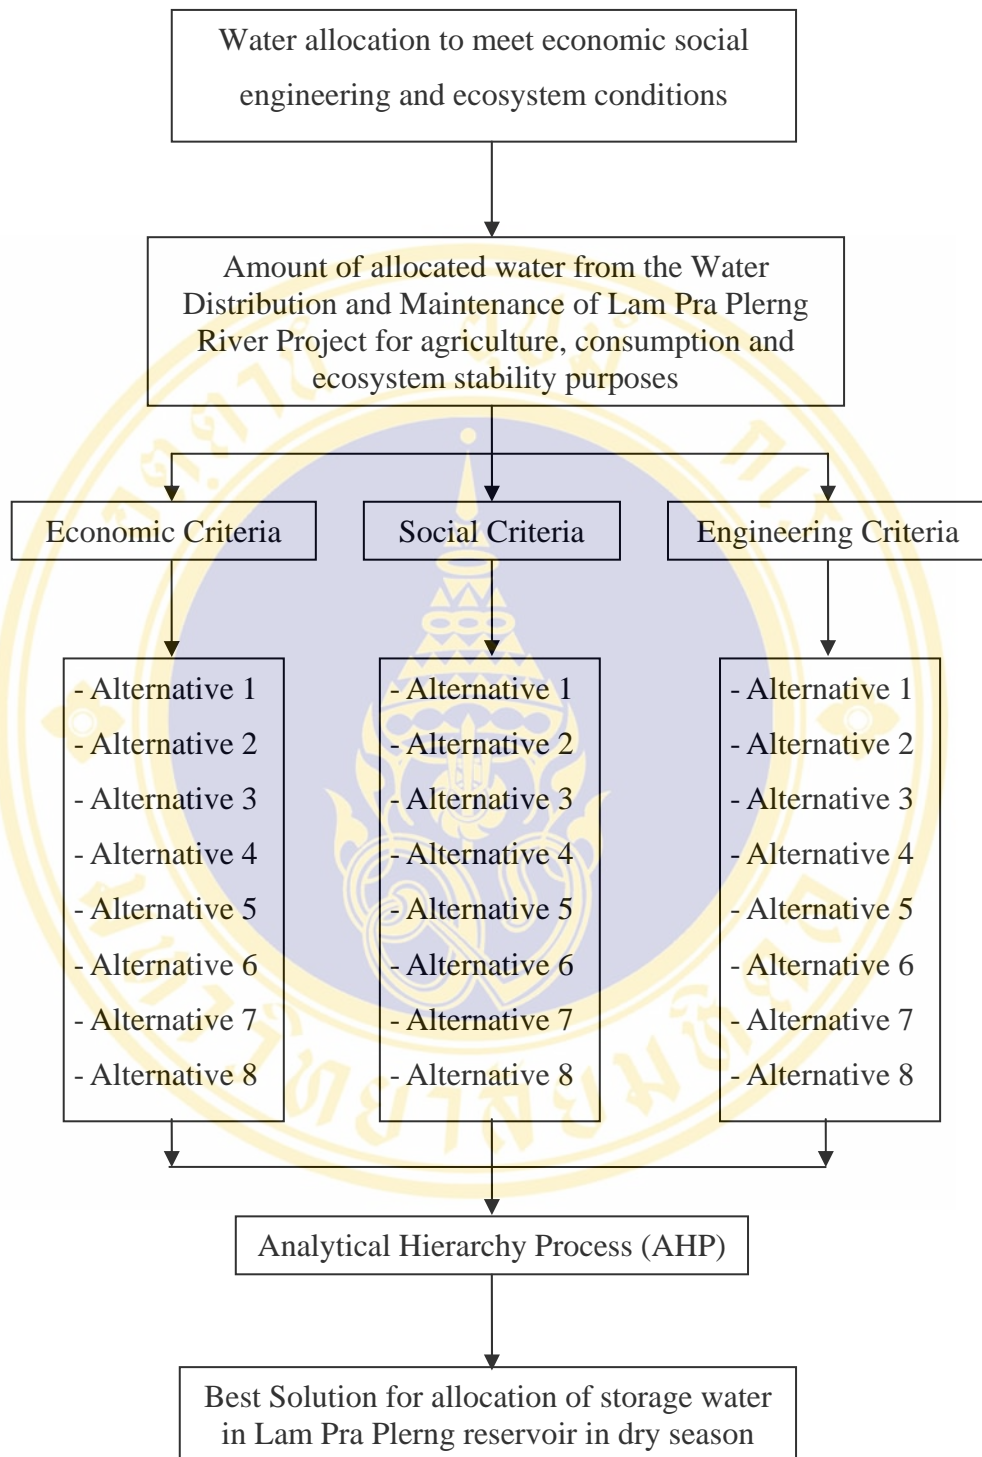 Water allocation to meet economic social
engineering and ecosystem conditions
Amount of allocated water from the Water
Distribution and Maintenance of Lam Pra Plerng
River Project for agriculture, consumption and
ecosystem stability purposes
Economic Criteria
Social Criteria
Engineering Criteria
- Alternative 1
- Alternative 2
- Alternative 3
- Alternative 4
- Alternative 5
- Alternative 6
- Alternative 7
- Alternative 8
- Alternative 1
- Alternative 2
- Alternative 3
- Alternative 4
- Alternative 5
- Alternative 6
- Alternative 7
- Alternative 8
- Alternative 1
- Alternative 2
- Alternative 3
- Alternative 4
- Alternative 5
- Alternative 6
- Alternative 7
- Alternative 8
Analytical Hierarchy Process (AHP)
Best Solution for allocation of storage water
in Lam Pra Plerng reservoir in dry season